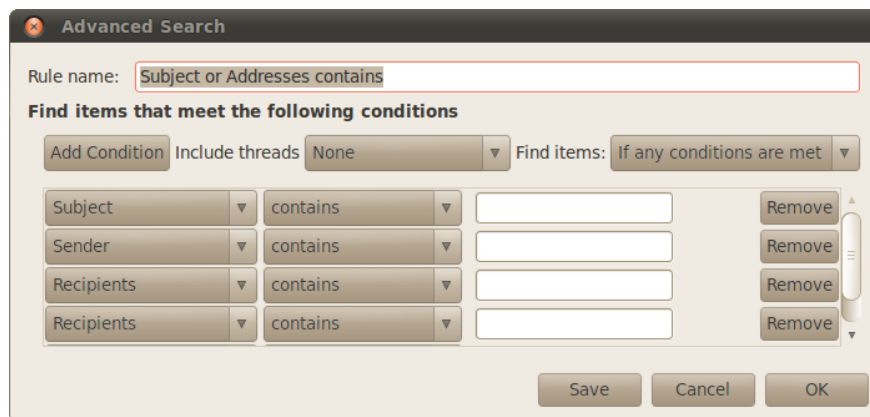 Advanced Search
Rule name: Subject or Addresses contains
Find items that meet the following conditions
Add Condition Include threads None Find items: If any conditions are met
Subject contains Remove
Sender contains Remove
Recipients contains Remove
Recipients contains Remove
Save Cancel OK